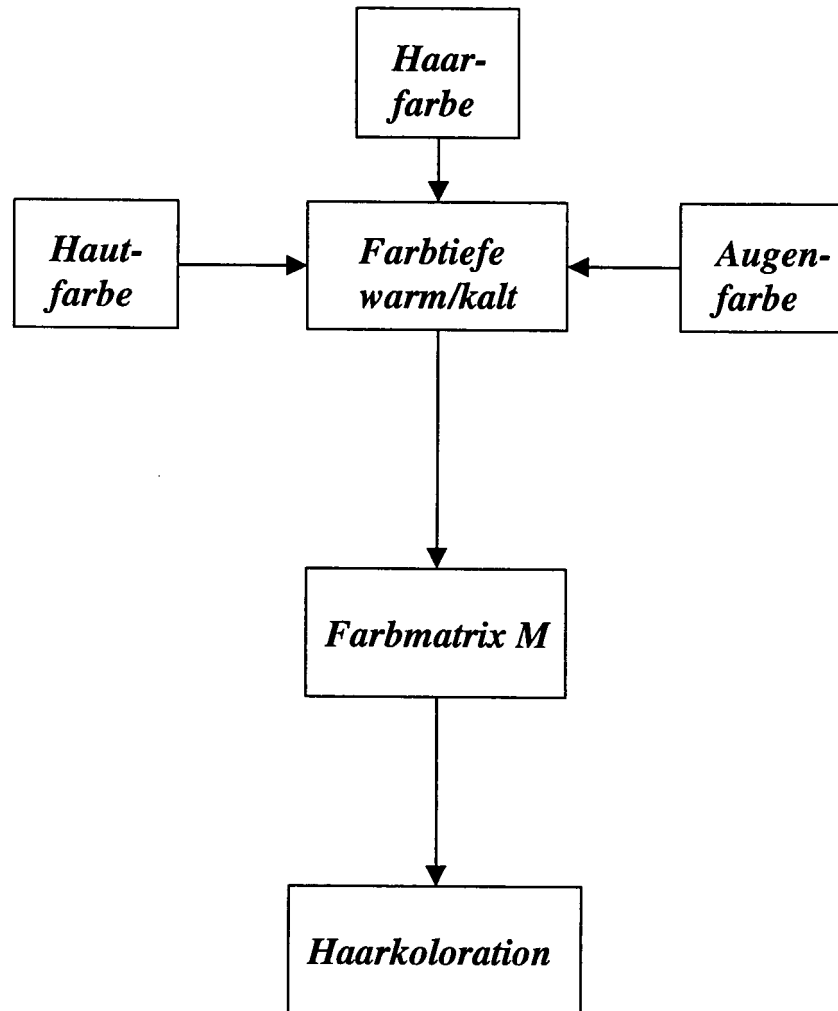 Haar-
farbe
Haut-
farbe
Farbtiefe
warm/kalt
Augen-
farbe
Farbmatrix M
Haarkoloration